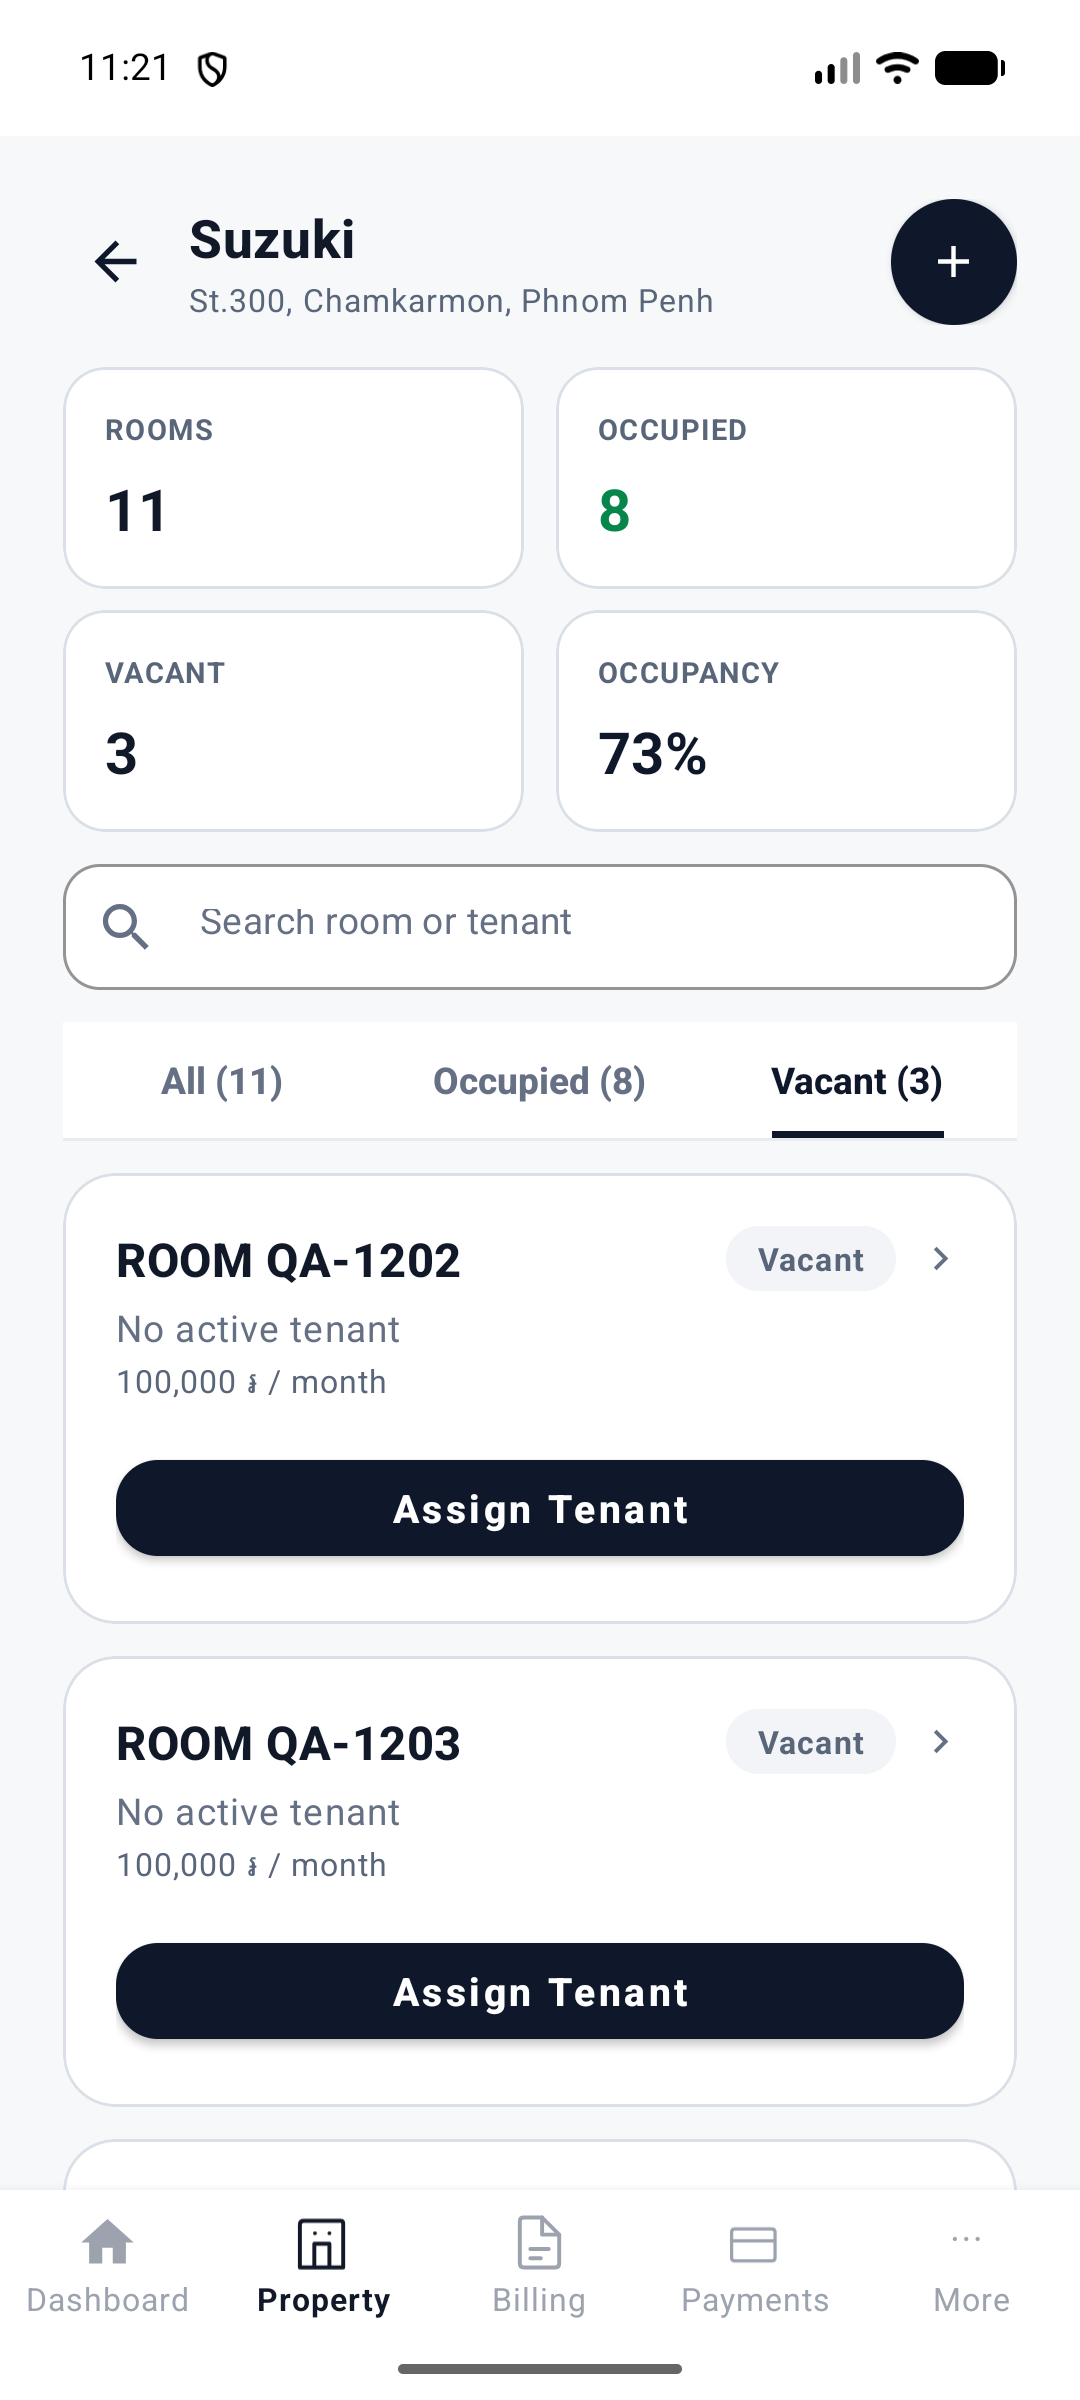 11:21
Suzuki
St.300, Chamkarmon, Phnom Penh
ROOMS
11
OCCUPIED
8
VACANT
3
OCCUPANCY
73%
Search room or tenant
All (11)
Occupied (8)
Vacant (3)
ROOM QA-1202
Vacant
No active tenant
100,000 ៛ / month
Assign Tenant
ROOM QA-1203
Vacant
No active tenant
100,000 ៛ / month
Assign Tenant
Dashboard
Property
Billing
Payments
More